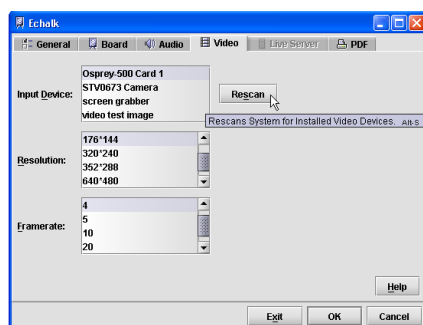 Echalk
General Board Audio Video Live Server PDF
Input Device:
Osprey-500 Card 1
STV0673 Camera
screen grabber
video test image
Rescan
Rescans System for Installed Video Devices. Alt-S
Resolution:
176*144
320*240
352*288
640*480
Framerate:
4
5
10
20
Help
Exit OK Cancel